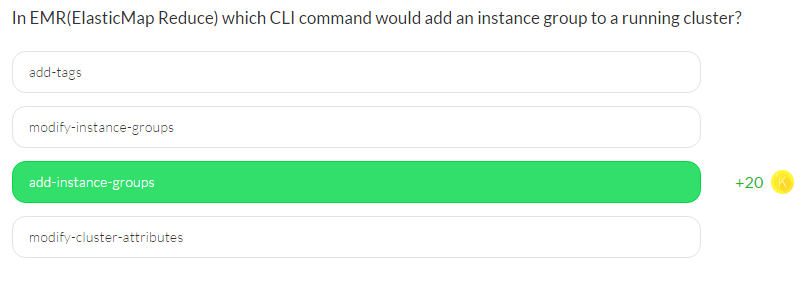 In EMR(ElasticMap Reduce) which CLI command would add an instance group to a running cluster?
add-tags
modify-instance-groups
add-instance-groups
+20
modify-cluster-attributes